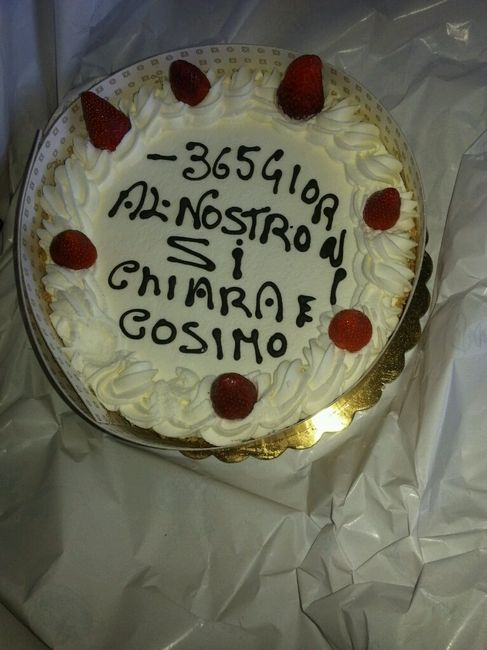 -365 GIORNI
AL NOSTRO
SI
CHIARA E
COSIMO